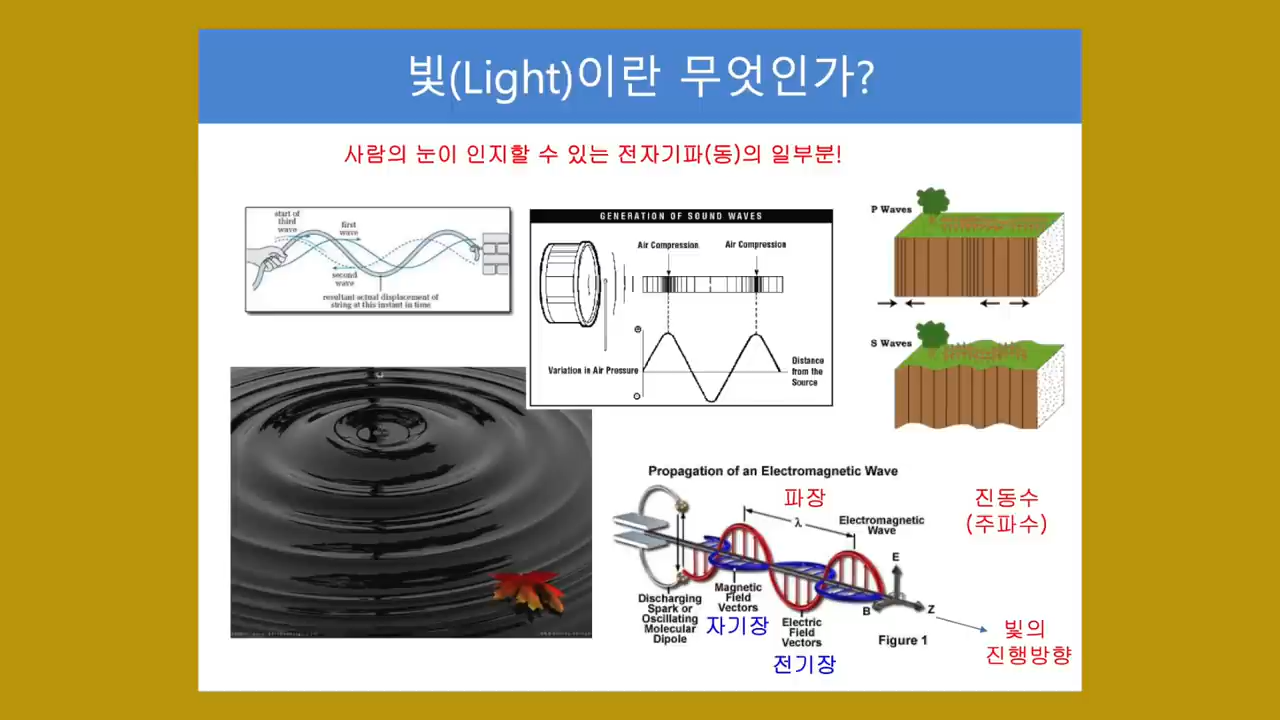 빛(Light)이란 무엇인가?
사람의 눈이 인지할 수 있는 전자기파(동)의 일부분!
start of
third
wave
first
wave
second
wave
resultant actual displacement of
string at this instant in time
GENERATION OF SOUND WAVES
Air Compression
Air Compression
Variation in Air Pressure
Distance
from the
Source
P Waves
S Waves
Propagation of an Electromagnetic Wave
파장
λ
진동수
(주파수)
Electromagnetic
Wave
E
B
Z
Discharging
Spark or
Oscillating
Molecular
Dipole
Magnetic
Field
Vectors
자기장
Electric
Field
Vectors
전기장
Figure 1
빛의
진행방향